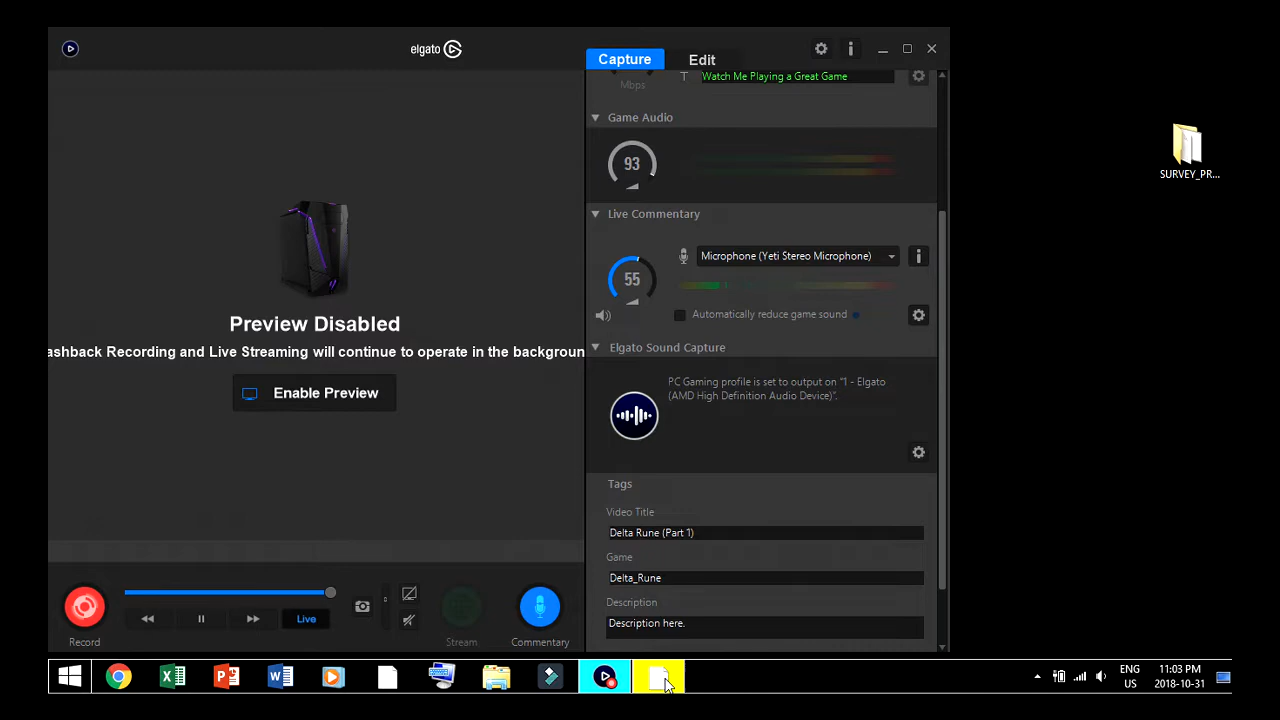 elgato
Capture
Edit
Mbps
T
Watch Me Playing a Great Game
Game Audio
93
Live Commentary
Microphone (Yeti Stereo Microphone)
55
Automatically reduce game sound
Elgato Sound Capture
PC Gaming profile is set to output on "1 - Elgato
(AMD High Definition Audio Device)".
Tags
Video Title
Delta Rune (Part 1)
Game
Delta_Rune
Description
Description here.
Preview Disabled
ashback Recording and Live Streaming will continue to operate in the backgroun
Enable Preview
Live
Record
Stream
Commentary
SURVEY_PR...
ENG
US
11:03 PM
2018-10-31